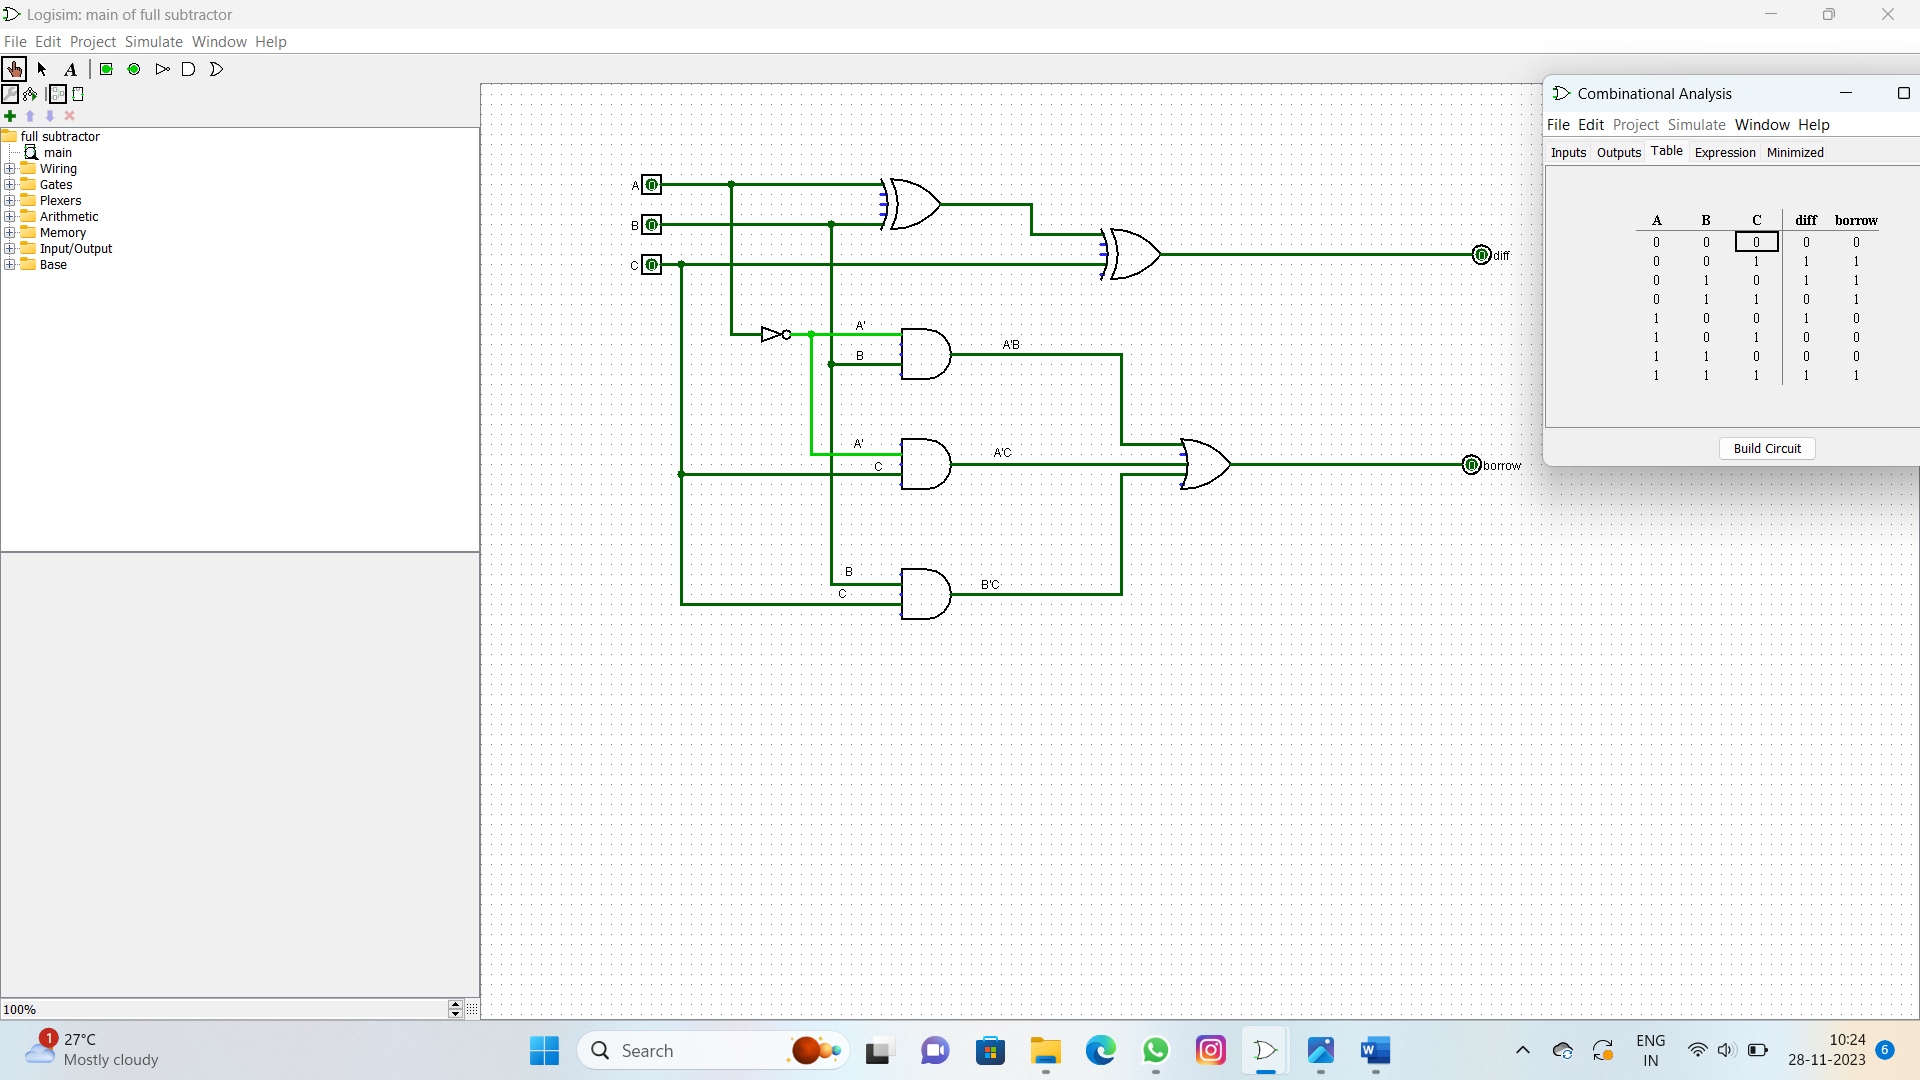 Logisim: main of full subtractor
File Edit Project Simulate Window Help
A
full subtractor
main
Wiring
Gates
Plexers
Arithmetic
Memory
Input/Output
Base
100%
A
B
C
A'
B
A'B
A'
C
A'C
B
C
B'C
diff
borrow
Combinational Analysis
File Edit Project Simulate Window Help
Inputs Outputs Table Expression Minimized
A B C diff borrow
0 0 0 0 0
0 0 1 1 1
0 1 0 1 1
0 1 1 0 1
1 0 0 1 0
1 0 1 0 0
1 1 0 0 0
1 1 1 1 1
Build Circuit
1
27°C
Mostly cloudy
Search
W
ENG
IN
10:24
28-11-2023
6